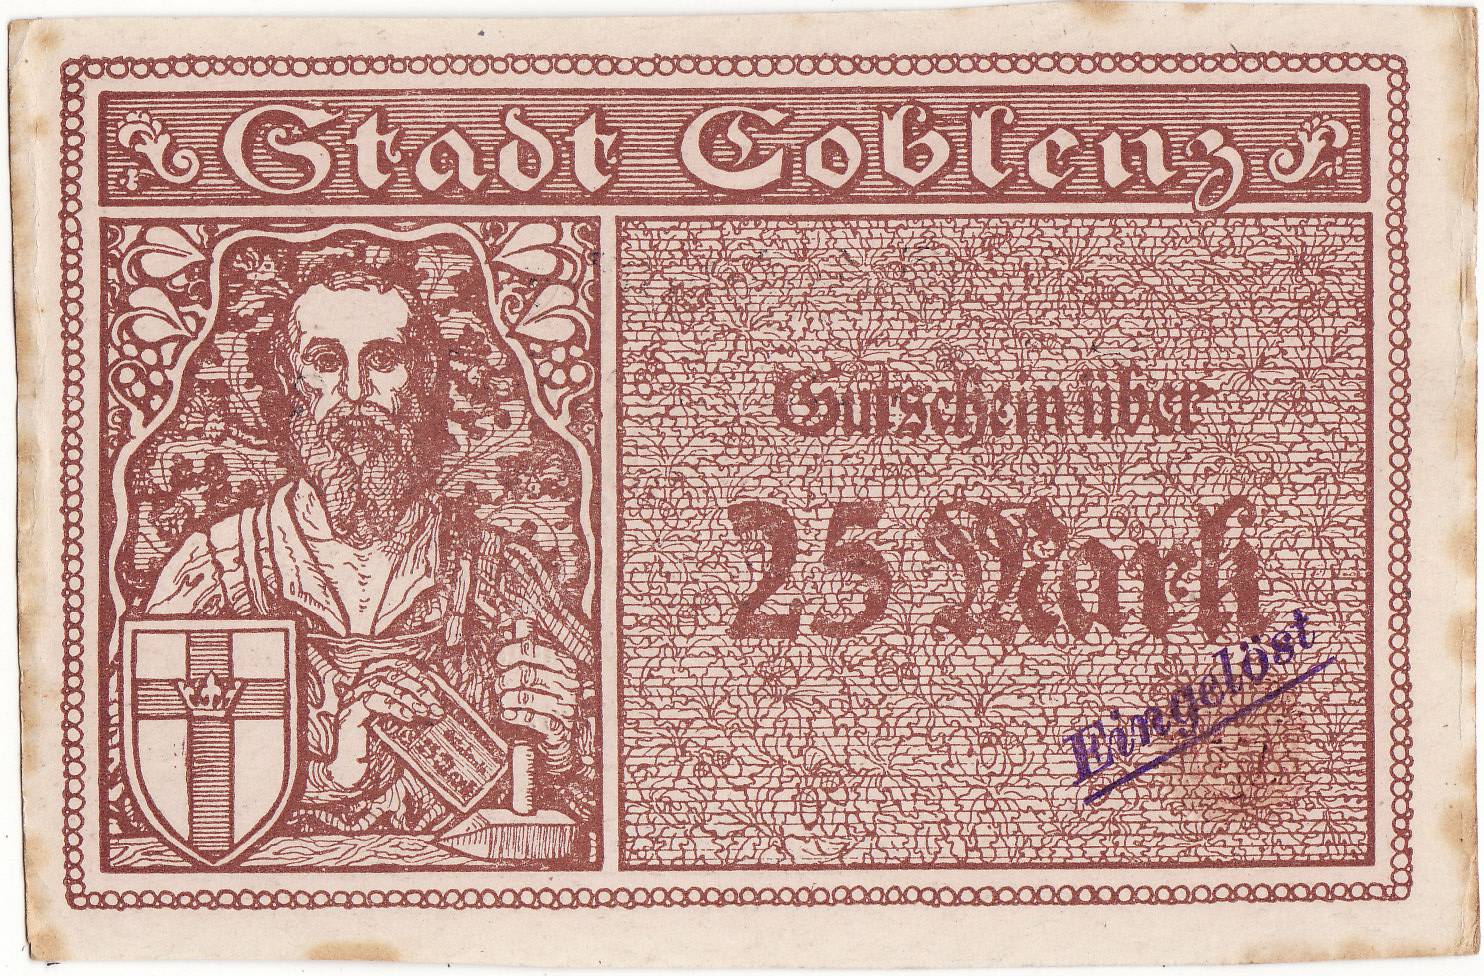 Stadt Coblenz
Gutschein über
25 Mark
Eingelöst